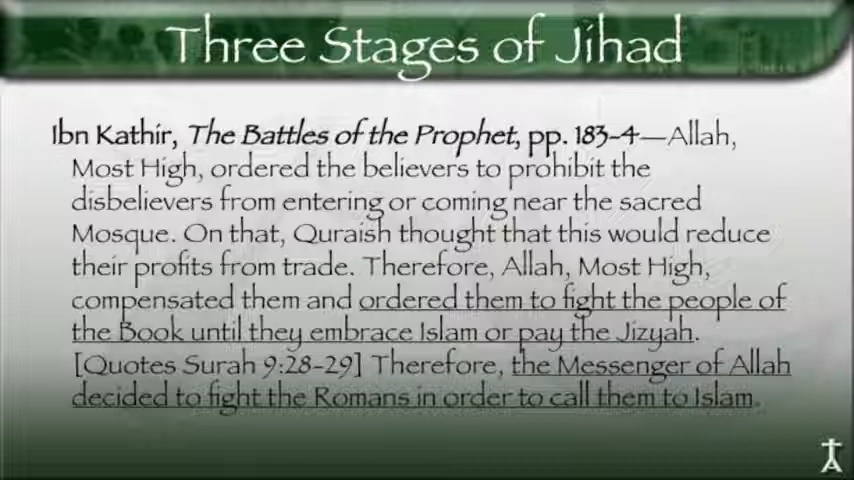 Three Stages of Jihad
Ibn Kathir, The Battles of the Prophet, pp. 183-4—Allah,
Most High, ordered the believers to prohibit the
disbelievers from entering or coming near the sacred
Mosque. On that, Quraish thought that this would reduce
their profits from trade. Therefore, Allah, Most High,
compensated them and ordered them to fight the people of
the Book until they embrace Islam or pay the Jizyah.
[Quotes Surah 9:28-29] Therefore, the Messenger of Allah
decided to fight the Romans in order to call them to Islam.